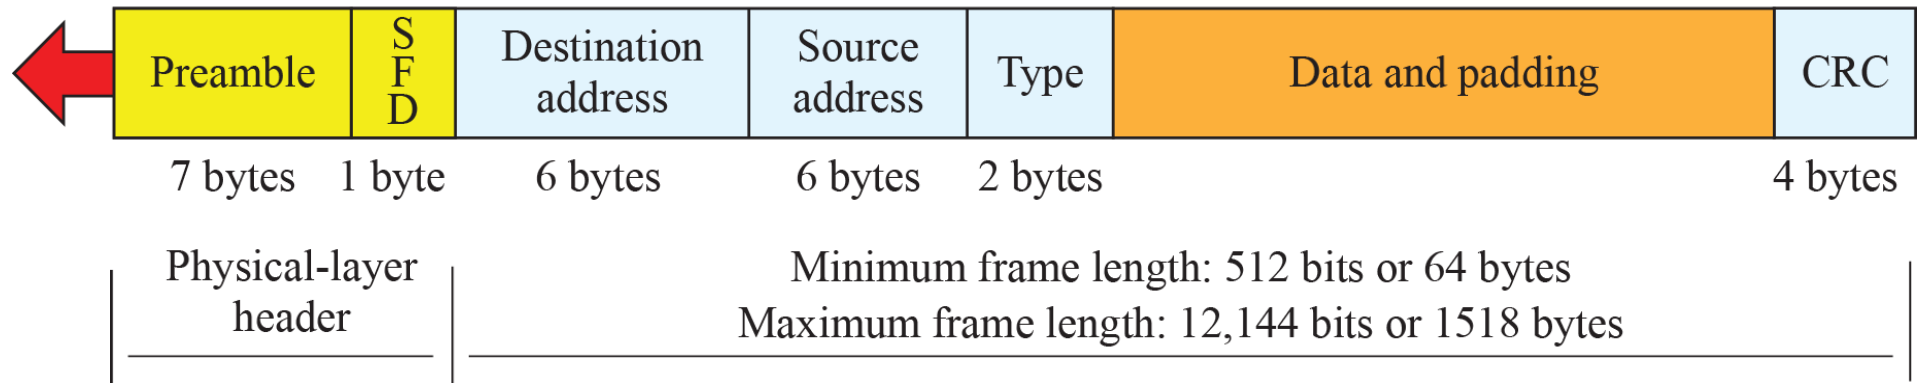 Preamble
S
F
D
Destination
address
Source
address
Type
Data and padding
CRC
7 bytes
1 byte
6 bytes
6 bytes
2 bytes
4 bytes
Physical-layer
header
Minimum frame length: 512 bits or 64 bytes
Maximum frame length: 12,144 bits or 1518 bytes